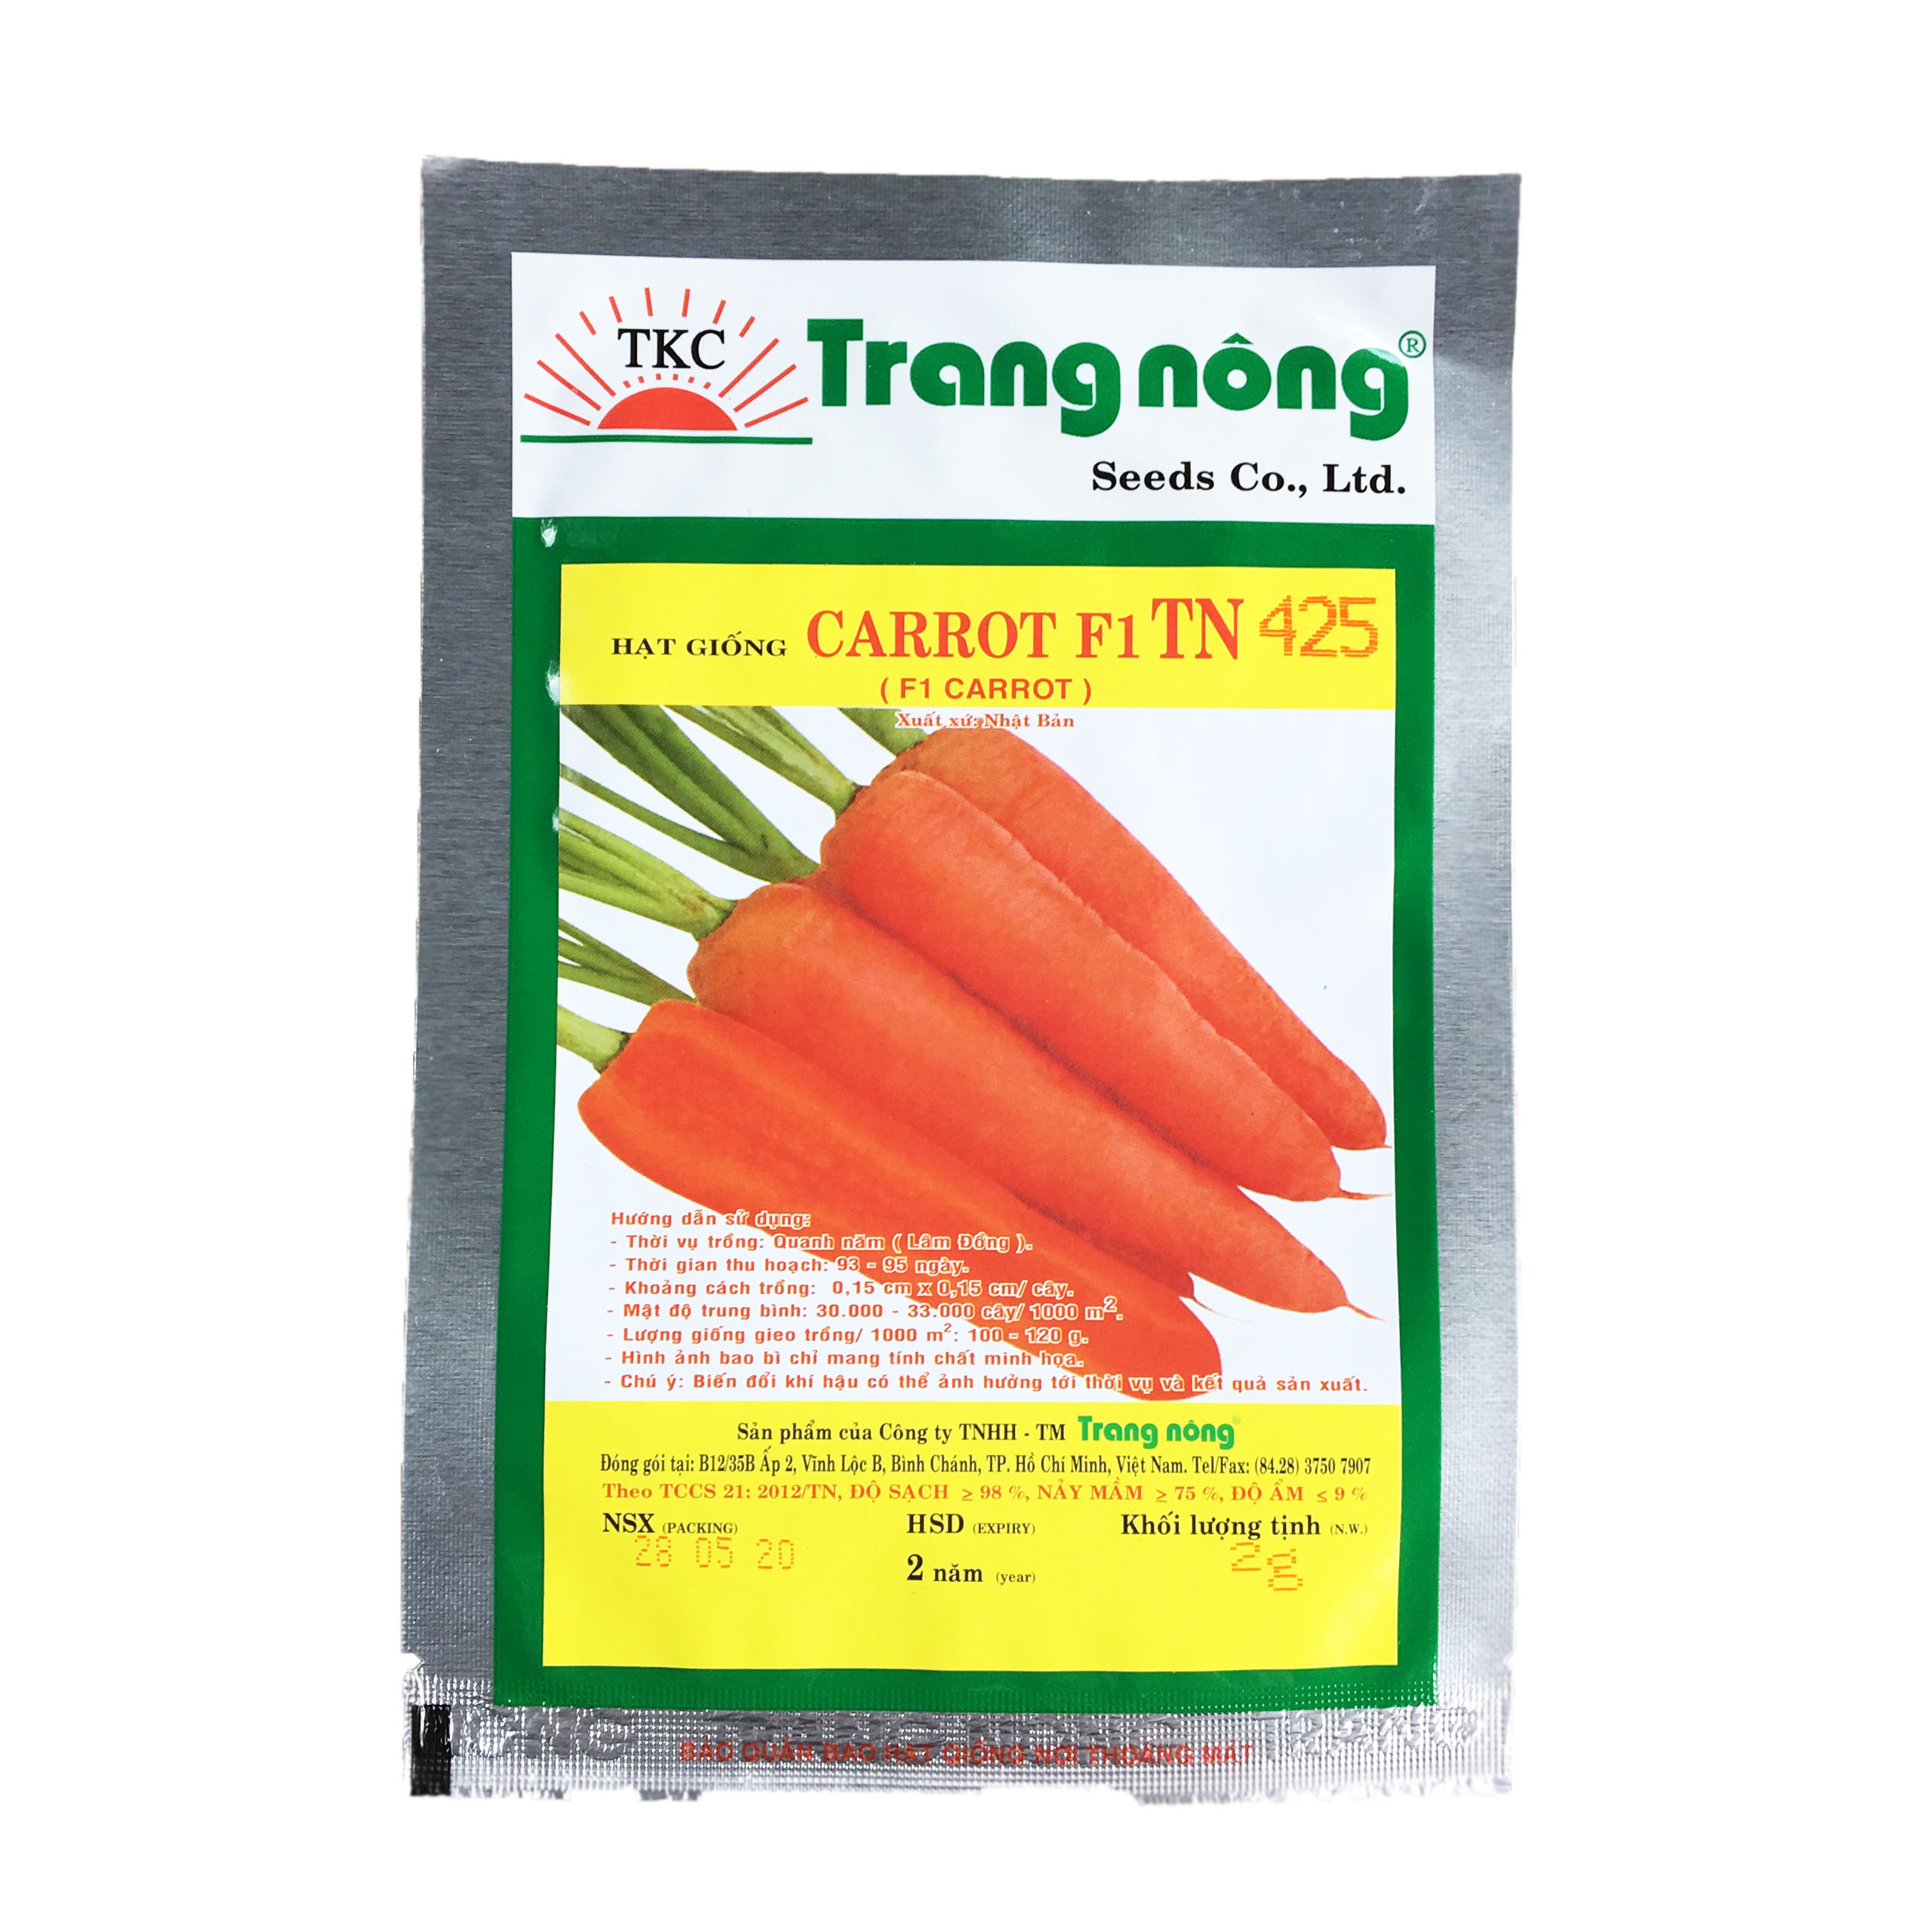 TKC
Trang nông®
Seeds Co., Ltd.
HẠT GIỐNG CARROT F1 TN 425
( F1 CARROT )
Xuất xứ: Nhật Bản
Hướng dẫn sử dụng:
- Thời vụ trồng: Quanh năm ( Lâm Đồng ).
- Thời gian thu hoạch: 93 - 95 ngày.
- Khoảng cách trồng: 0,15 cm x 0,15 cm/ cây.
- Mật độ trung bình: 30.000 - 33.000 cây/ 1000 m².
- Lượng giống gieo trồng/ 1000 m²: 100 - 120 g.
- Hình ảnh bao bì chỉ mang tính chất minh họa.
- Chú ý: Biến đổi khí hậu có thể ảnh hưởng tới thời vụ và kết quả sản xuất.
Sản phẩm của Công ty TNHH - TM Trang nông®
Đóng gói tại: B12/35B Ấp 2, Vĩnh Lộc B, Bình Chánh, TP. Hồ Chí Minh, Việt Nam. Tel/Fax: (84.28) 3750 7907
Theo TCCS 21: 2012/TN, ĐỘ SẠCH ≥ 98 %, NẢY MẦM ≥ 75 %, ĐỘ ẨM ≤ 9 %
NSX (PACKING) HSD (EXPIRY) Khối lượng tịnh (N.W.)
28 05 20 2 năm (year) 2g
BẢO QUẢN BAO HẠT GIỐNG NƠI THOÁNG MÁT